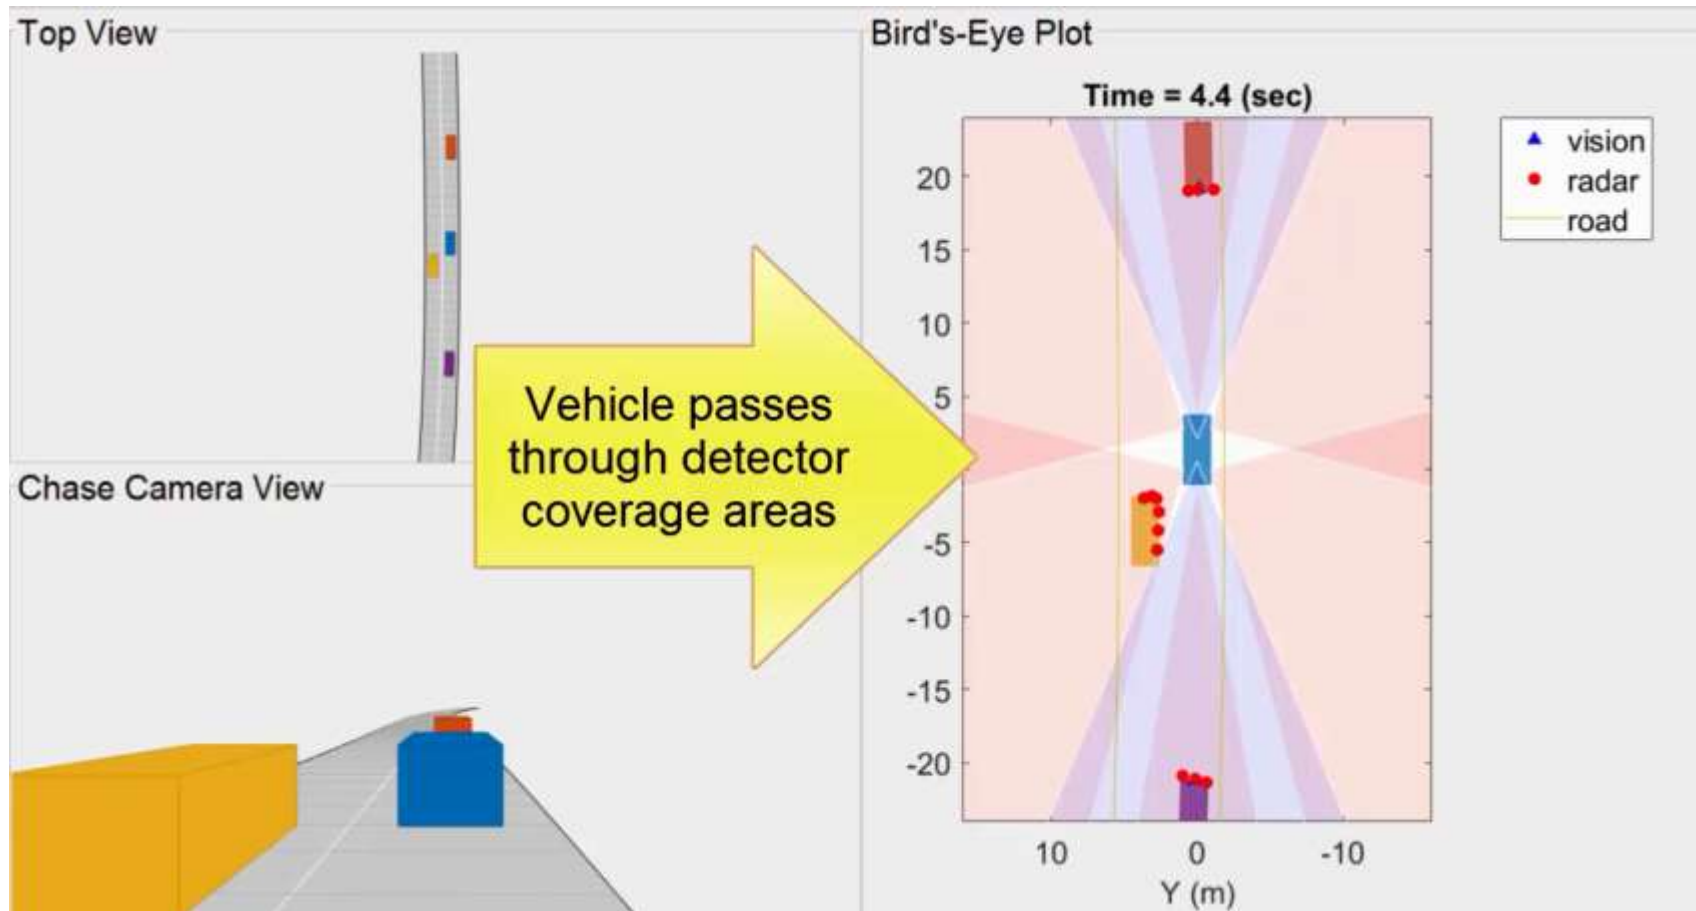 Top View
Bird's-Eye Plot
Time = 4.4 (sec)
vision
radar
road
20
15
10
5
-5
-10
-15
-20
10 0 -10
Y (m)
Vehicle passes
through detector
coverage areas
Chase Camera View